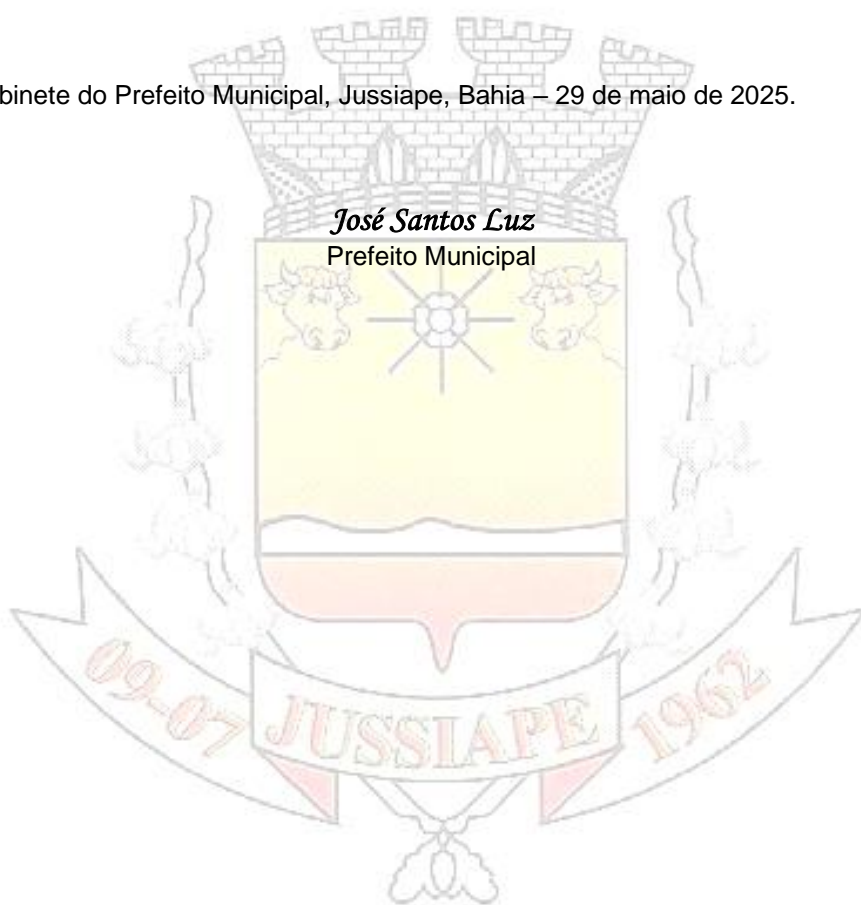 binete do Prefeito Municipal, Jussiape, Bahia – 29 de maio de 2025.
José Santos Luz
Prefeito Municipal
09-07 JUSSIAPE 1962